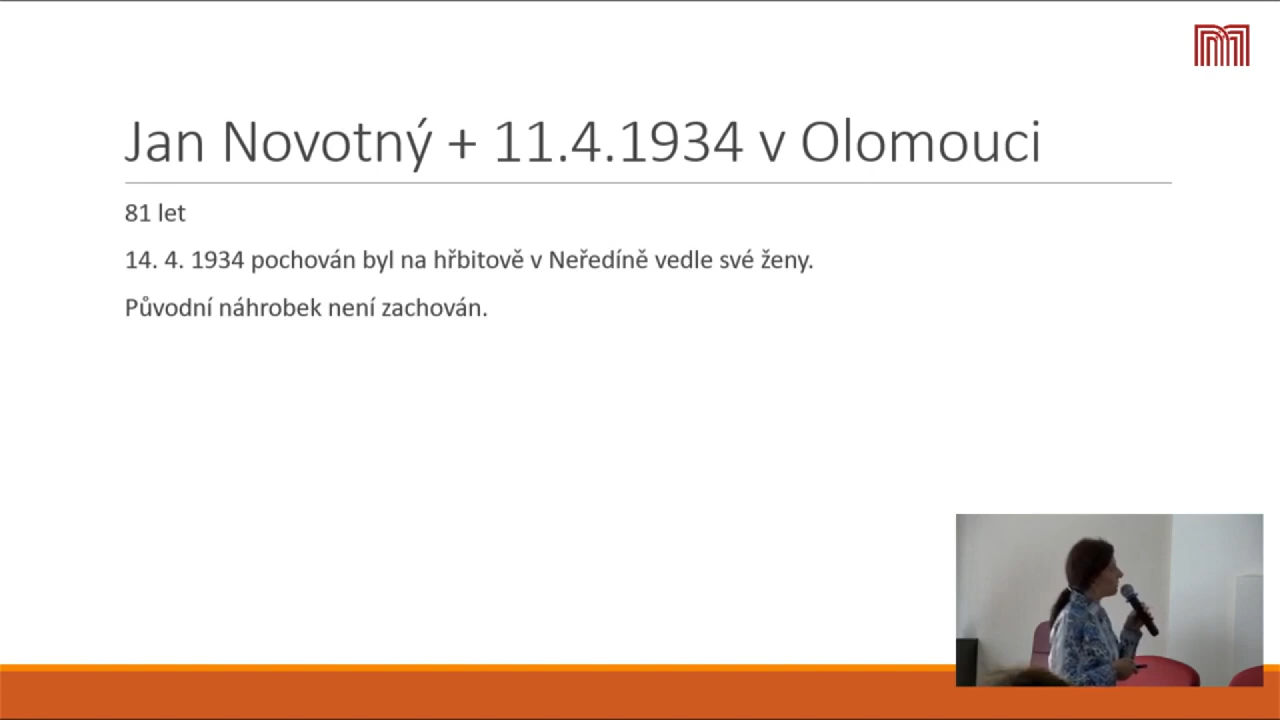 Jan Novotný + 11.4.1934 v Olomouci
81 let
14. 4. 1934 pochován byl na hřbitově v Neředíně vedle své ženy.
Původní náhrobek není zachován.